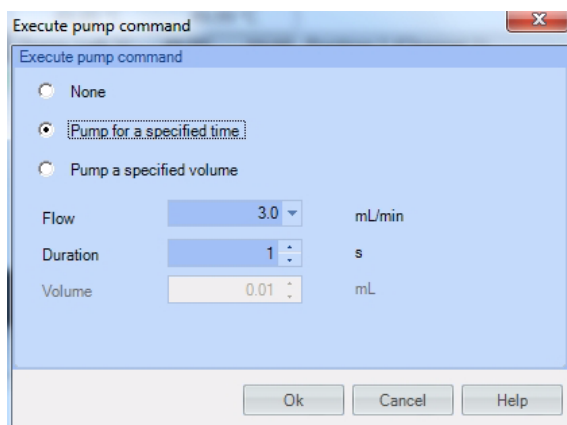 Execute pump command
Execute pump command
None
Pump for a specified time
Pump a specified volume
Flow 3.0 mL/min
Duration 1 s
Volume 0.01 mL
Ok Cancel Help